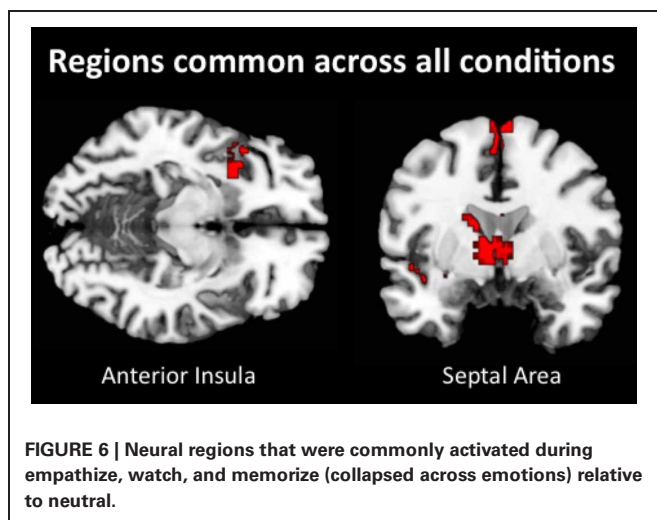 Regions common across all conditions
Anterior Insula
Septal Area
FIGURE 6 | Neural regions that were commonly activated during
empathize, watch, and memorize (collapsed across emotions) relative
to neutral.